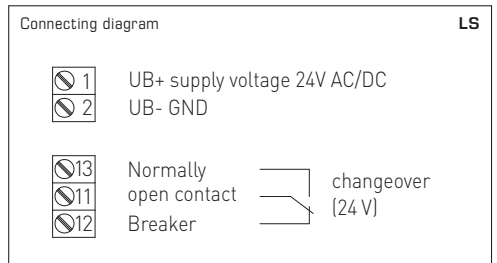 Connecting diagram LS
1 UB+ supply voltage 24V AC/DC
2 UB- GND
13 Normally
11 open contact
12 Breaker
changeover
(24 V)